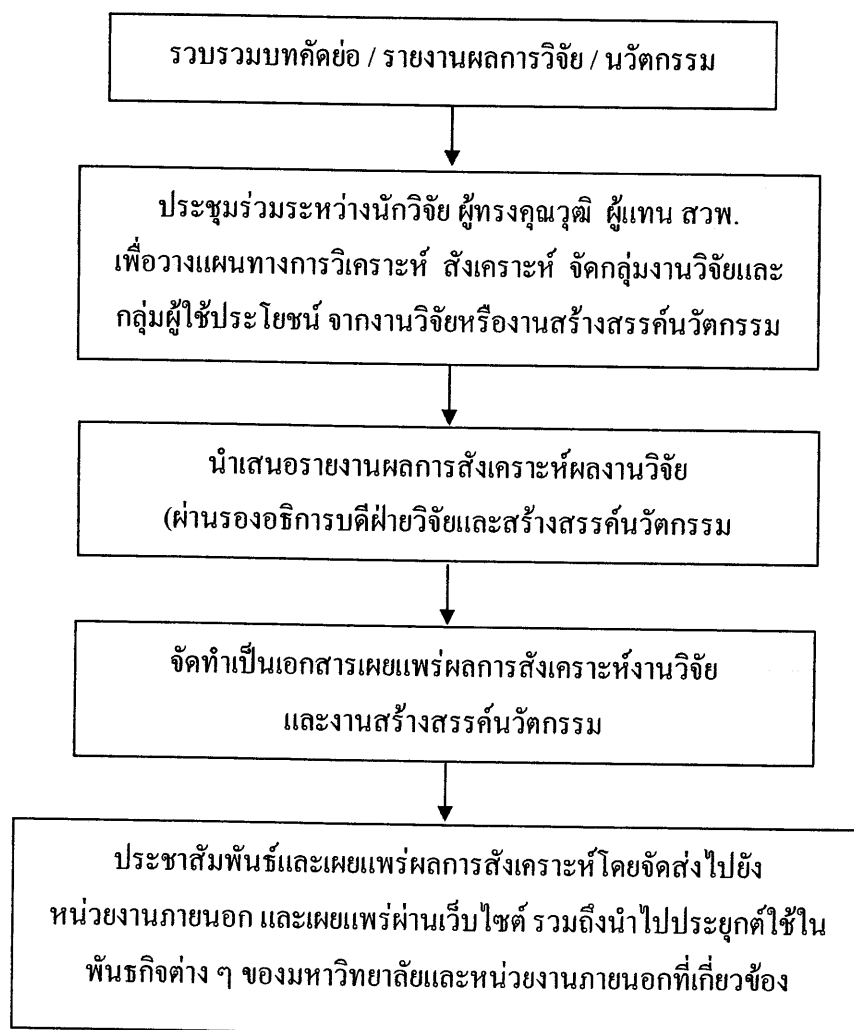 รวบรวมบทคัดย่อ / รายงานผลการวิจัย / นวัตกรรม
ประชุมร่วมระหว่างนักวิจัย ผู้ทรงคุณวุฒิ ผู้แทน สวพ.
เพื่อวางแผนทางการวิเคราะห์ สังเคราะห์ จัดกลุ่มงานวิจัยและ
กลุ่มผู้ใช้ประโยชน์ จากงานวิจัยหรืองานสร้างสรรค์นวัตกรรม
นำเสนอรายงานผลการสังเคราะห์ผลงานวิจัย
(ผ่านรองอธิการบดีฝ่ายวิจัยและสร้างสรรค์นวัตกรรม
จัดทำเป็นเอกสารเผยแพร่ผลการสังเคราะห์งานวิจัย
และงานสร้างสรรค์นวัตกรรม
ประชาสัมพันธ์และเผยแพร่ผลการสังเคราะห์โดยจัดส่งไปยัง
หน่วยงานภายนอก และเผยแพร่ผ่านเว็บไซต์ รวมถึงนำไปประยุกต์ใช้ใน
พันธกิจต่าง ๆ ของมหาวิทยาลัยและหน่วยงานภายนอกที่เกี่ยวข้อง